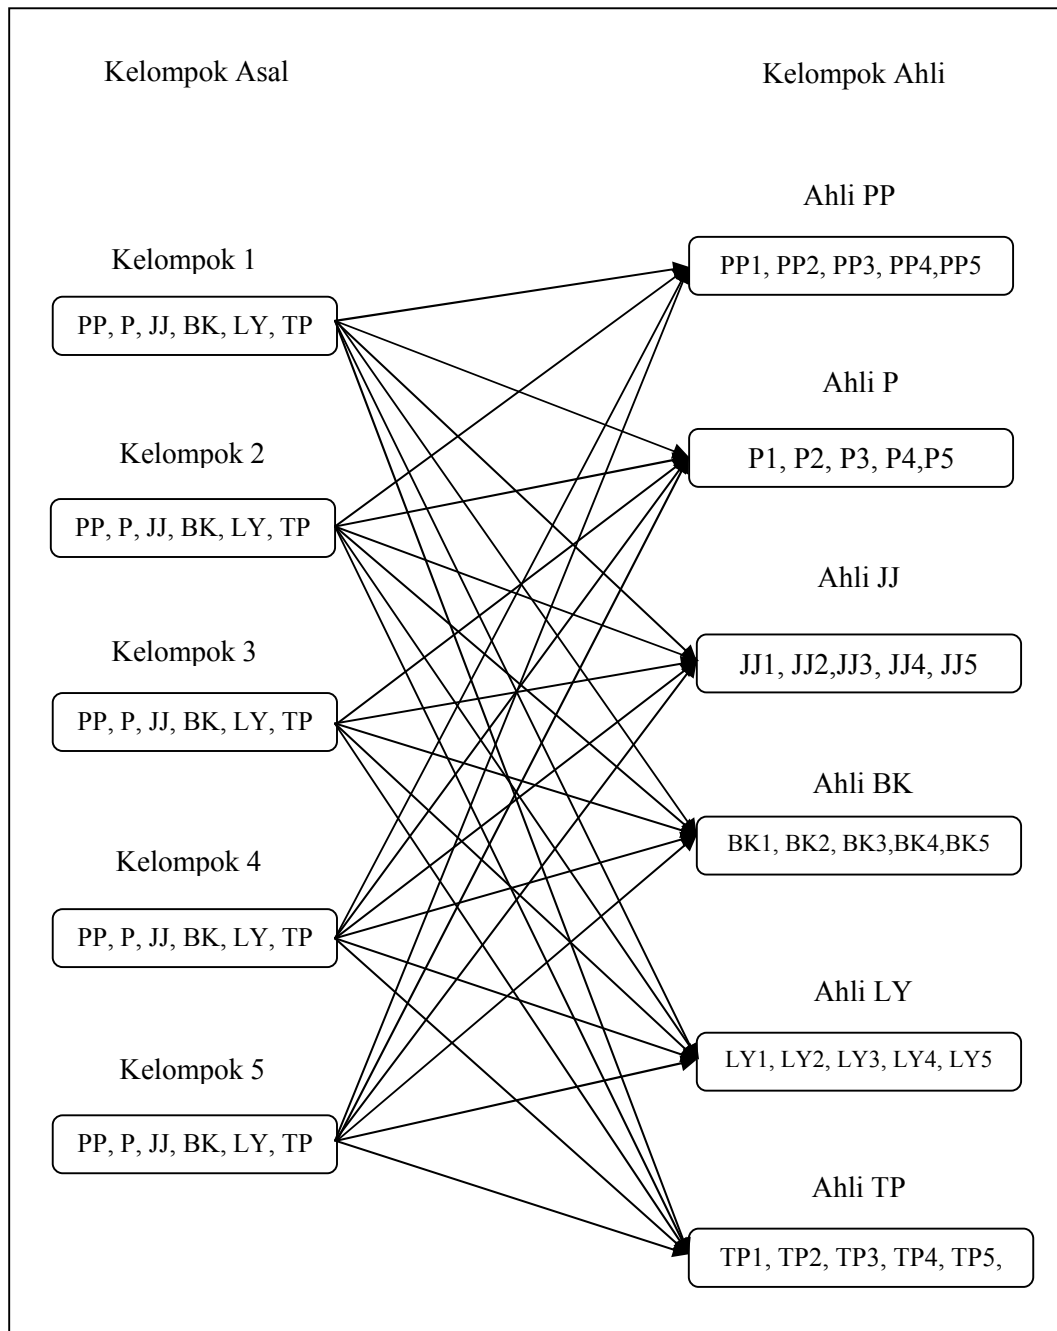 Kelompok Asal
Kelompok 1
PP, P, JJ, BK, LY, TP
Kelompok 2
PP, P, JJ, BK, LY, TP
Kelompok 3
PP, P, JJ, BK, LY, TP
Kelompok 4
PP, P, JJ, BK, LY, TP
Kelompok 5
PP, P, JJ, BK, LY, TP
Kelompok Ahli
Ahli PP
PP1, PP2, PP3, PP4,PP5
Ahli P
P1, P2, P3, P4,P5
Ahli JJ
JJ1, JJ2,JJ3, JJ4, JJ5
Ahli BK
BK1, BK2, BK3,BK4,BK5
Ahli LY
LY1, LY2, LY3, LY4, LY5
Ahli TP
TP1, TP2, TP3, TP4, TP5,